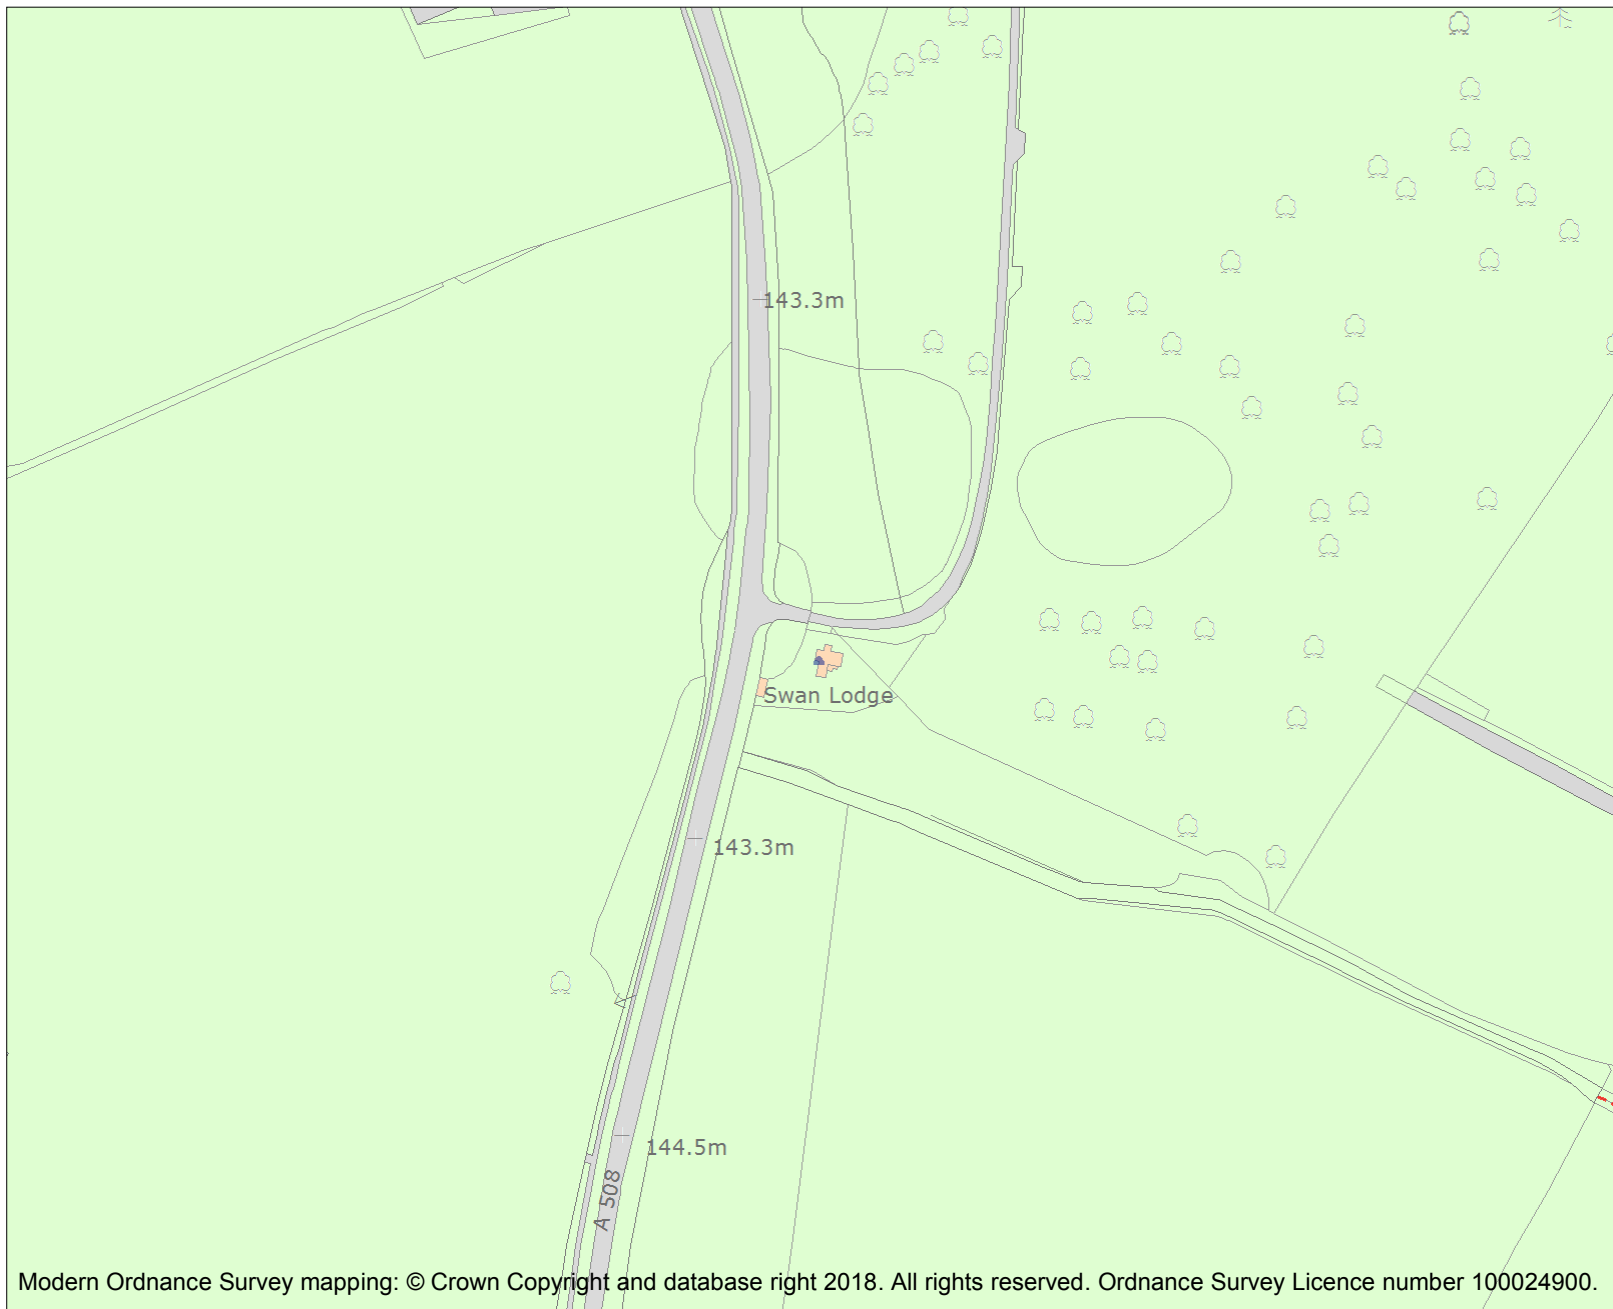 143.3m
Swan Lodge
143.3m
144.5m
A 508
Modern Ordnance Survey mapping: © Crown Copyright and database right 2018. All rights reserved. Ordnance Survey Licence number 100024900.